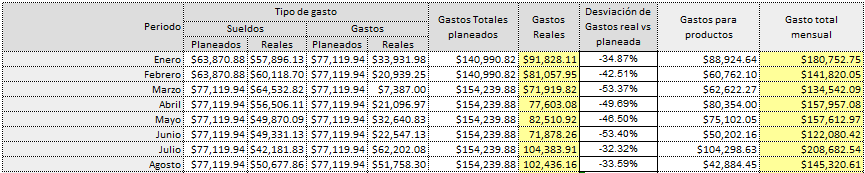 Periodo Tipo de gasto Gastos Totales planeados Gastos Reales Desviación de Gastos real vs planeada Gastos para productos Gasto total mensual
Sueldos Gastos
Planeados Reales Planeados Reales
Enero $63,870.88 $57,896.13 $77,119.94 $33,931.98 $140,990.82 $91,828.11 -34.87% $88,924.64 $180,752.75
Febrero $63,870.88 $60,118.70 $77,119.94 $20,939.25 $140,990.82 $81,057.95 -42.51% $60,762.10 $141,820.05
Marzo $77,119.94 $64,532.82 $77,119.94 $7,387.00 $154,239.88 $71,919.82 -53.37% $62,622.27 $134,542.09
Abril $77,119.94 $56,506.11 $77,119.94 $21,096.97 $154,239.88 77,603.08 -49.69% $80,354.00 $157,957.08
Mayo $77,119.94 $49,870.09 $77,119.94 $32,640.83 $154,239.88 82,510.92 -46.50% $75,102.05 $157,612.97
Junio $77,119.94 $49,331.13 $77,119.94 $22,547.13 $154,239.88 71,878.26 -53.40% $50,202.16 $122,080.42
Julio $77,119.94 $42,181.83 $77,119.94 $62,202.08 $154,239.88 104,383.91 -32.32% $104,298.63 $208,682.54
Agosto $77,119.94 $50,677.86 $77,119.94 $51,758.30 $154,239.88 102,436.16 -33.59% $42,884.45 $145,320.61